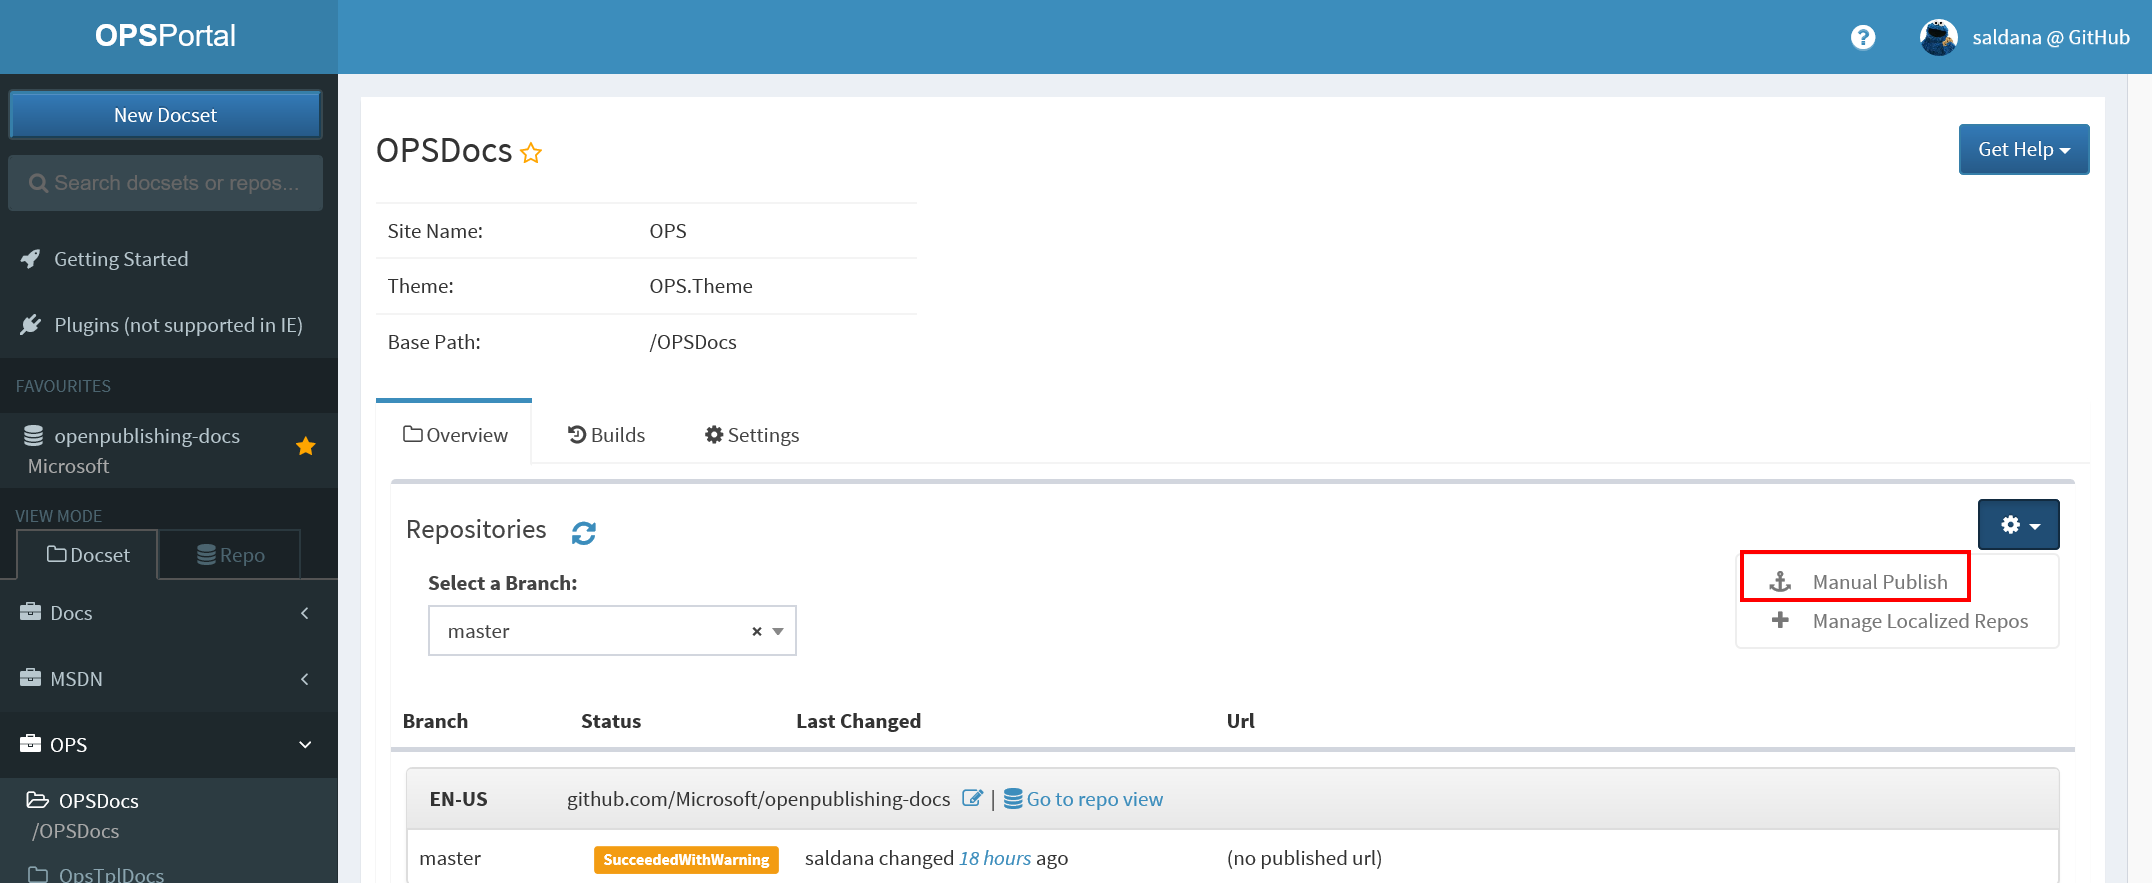 OPSPortal
? saldana @ GitHub
New Docset
Search docsets or repos...
Getting Started
Plugins (not supported in IE)
FAVOURITES
openpublishing-docs
Microsoft
VIEW MODE
Docset Repo
Docs
MSDN
OPS
OPSDocs
/OPSDocs
OpsTplDocs
OPSDocs
Get Help
Site Name: OPS
Theme: OPS.Theme
Base Path: /OPSDocs
Overview Builds Settings
Repositories
Manual Publish
Manage Localized Repos
Select a Branch:
master ×
Branch Status Last Changed Url
EN-US github.com/Microsoft/openpublishing-docs | Go to repo view
master SucceededWithWarning saldana changed 18 hours ago (no published url)